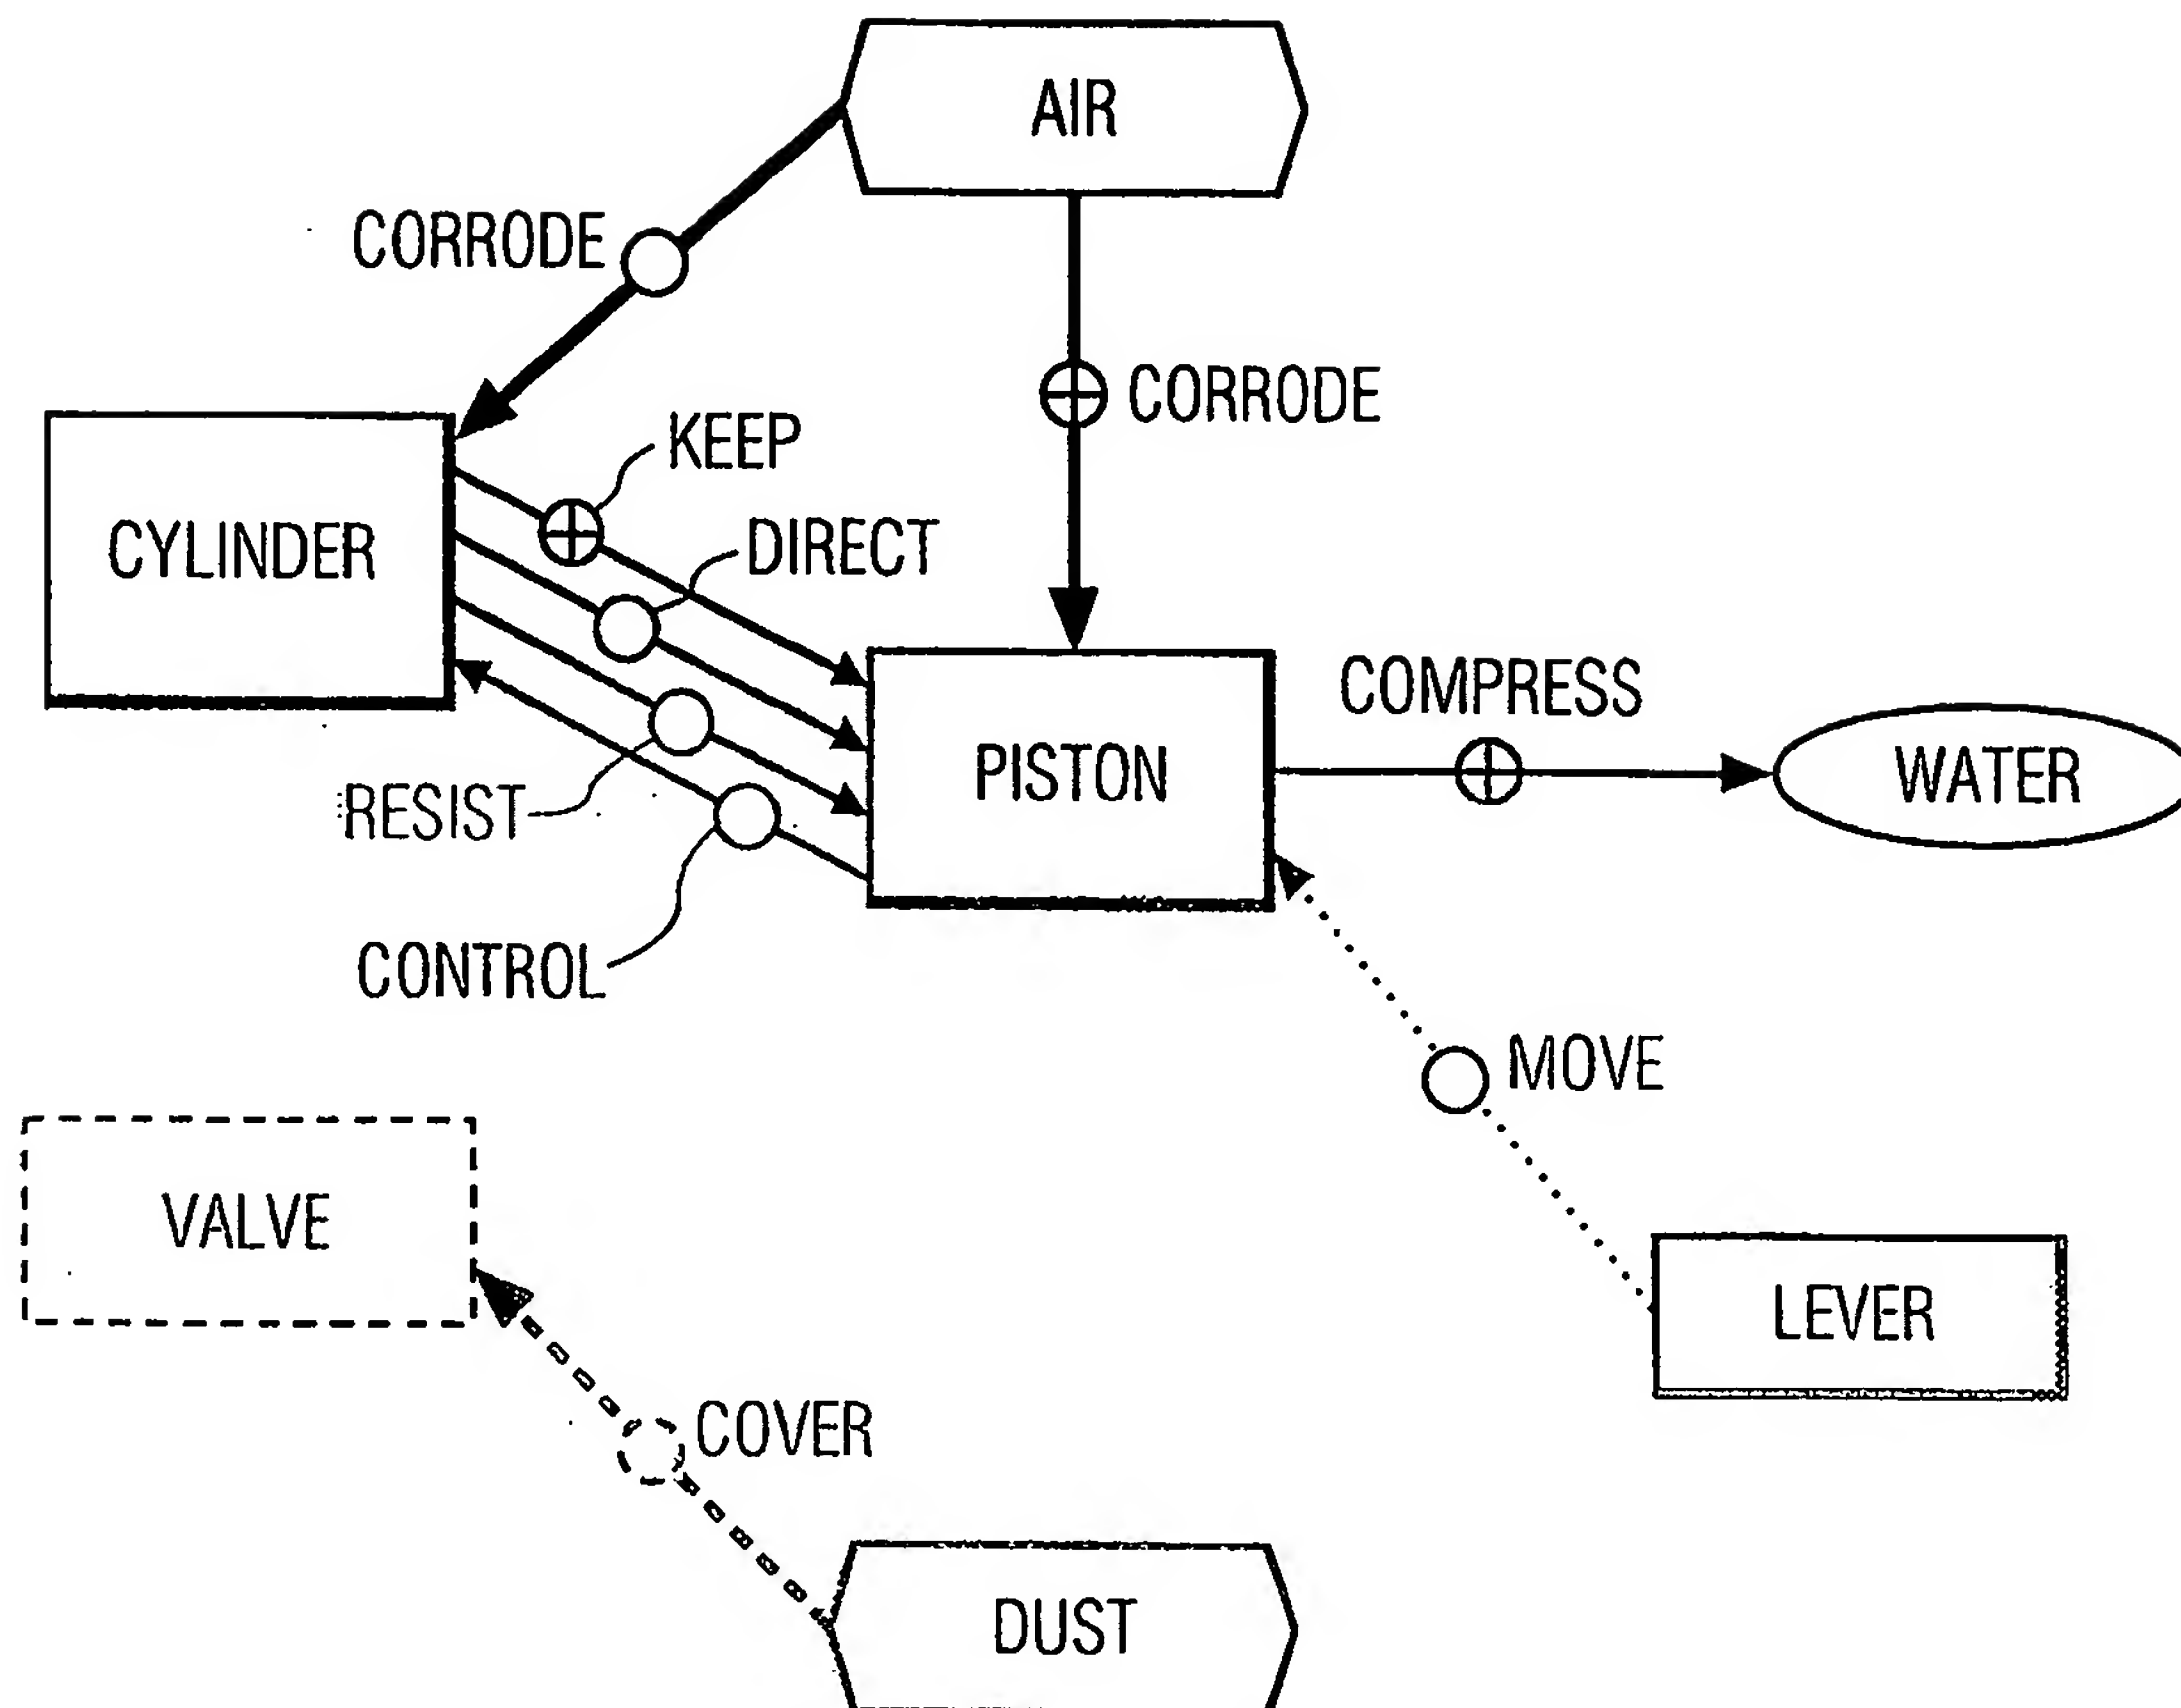 AIR
CORRODE
CORRODE
KEEP
CYLINDER
DIRECT
COMPRESS
PISTON
WATER
RESIST
CONTROL
MOVE
VALVE
LEVER
COVER
DUST